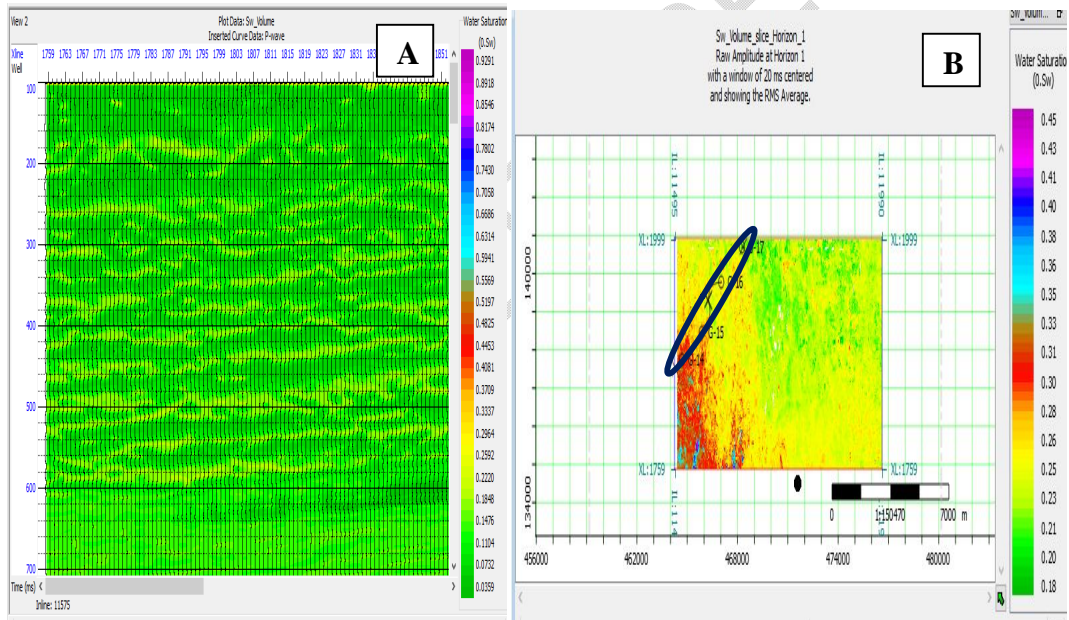 View 2
Plot Data: Sw_Volume
Inserted Curve Data: P-wave
Water Saturation
(0.Sw)
Xline 1759 1763 1767 1771 1775 1779 1783 1787 1791 1795 1799 1803 1807 1811 1815 1819 1823 1827 1831 1851
Well
A
100
200
300
400
500
600
700
Time (ms)
Inline: 11575
0.9291
0.8918
0.8546
0.8174
0.7802
0.7430
0.7058
0.6686
0.6314
0.5941
0.5569
0.5197
0.4825
0.4453
0.4081
0.3709
0.3337
0.2964
0.2592
0.2220
0.1848
0.1476
0.1104
0.0732
0.0359
Sw_Volum...
Sw_Volume_slice_Horizon_1
Raw Amplitude at Horizon 1
with a window of 20 ms centered
and showing the RMS Average.
B
Water Saturatio
(0.Sw)
IL:11495
IL:11990
XL:1999
XL:1999
G-15
XL:1759
XL:1759
140000
134000
0 1:150470 7000 m
456000 462000 468000 474000 480000
0.45
0.43
0.41
0.40
0.38
0.36
0.35
0.33
0.31
0.30
0.28
0.26
0.25
0.23
0.21
0.20
0.18